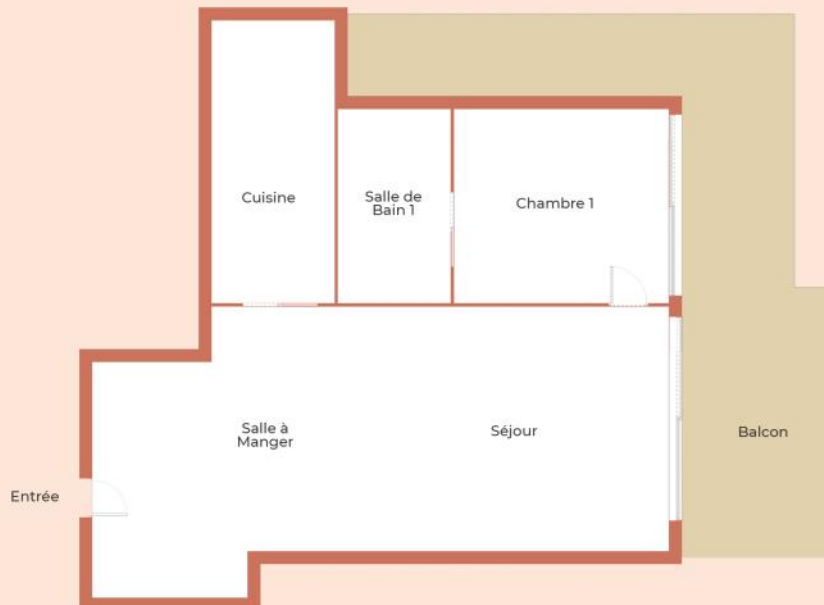 Cuisine
Salle de
Bain 1
Chambre 1
Salle à
Manger
Séjour
Balcon
Entrée